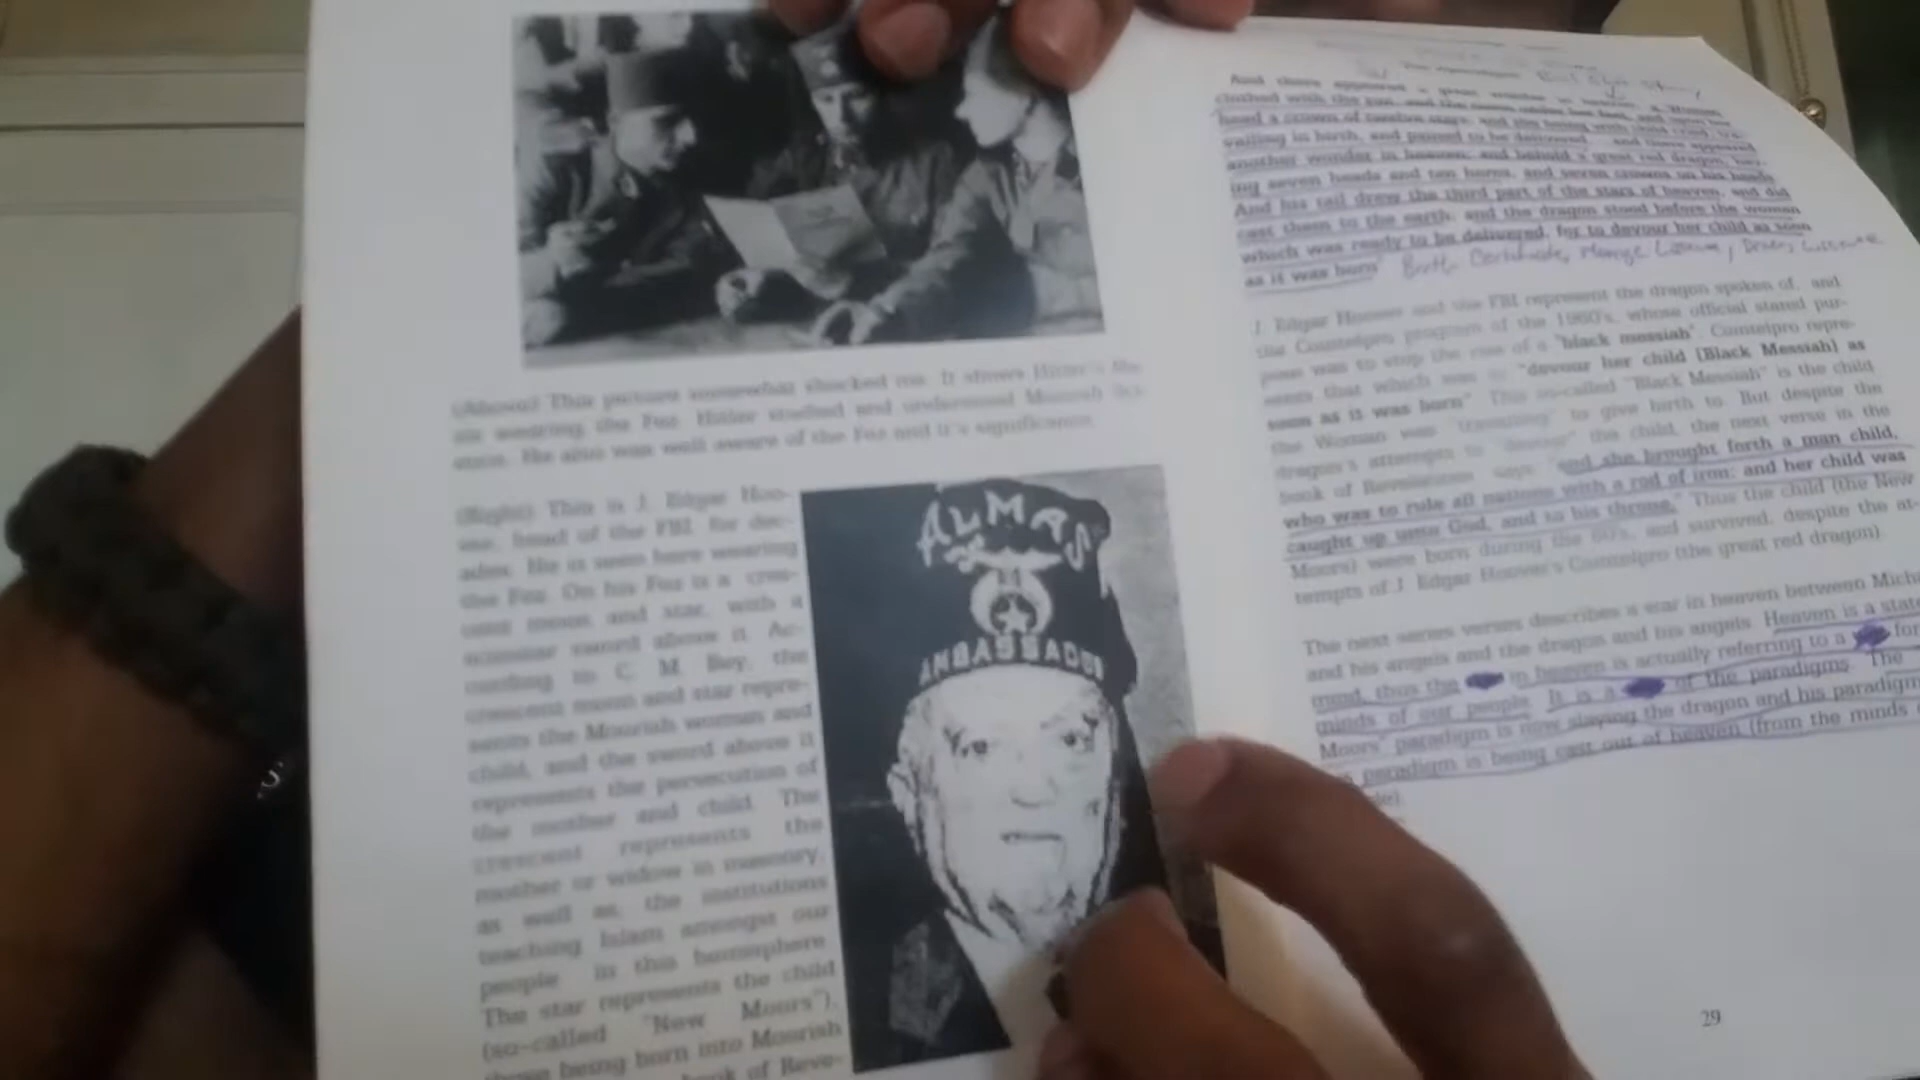 (Above) This picture somewhat shocked me. It shows Hitler's
wearing the Fez. Hitler studied and understood Moorish
He also was well aware of the Fez and it's significance.
(Right) This is J. Edgar Hoo-
head of the FBI for dec-
ades. He is seen here wearing
the Fez. On his Fez is a cres-
cent moon and star, with a
sword above it. Ac-
cording to C. M. Bey, the
crescent moon and star repre-
sents the Moorish woman and
child, and the sword above it
represents the persecution of
the mother and child. The
crescent represents the
mother or widow in masonry,
as well as, the institutions
teaching Islam amongst our
people in this hemisphere
The star represents the child
(so-called "New Moors"),
being born into Moorish
book of Reve-
ALMAS
AMBASSADOR
And there appeared a great wonder in heaven; a Woman
clothed with the sun, and the moon under her feet, and upon her
head a crown of twelve stars, and she being with child cried, tra-
vailing in birth, and pained to be delivered and there appeared
another wonder in heaven; and behold a great red dragon, hav-
ing seven heads and ten horns, and seven crowns on his heads
And his tail drew the third part of the stars of heaven, and did
cast them to the earth: and the dragon stood before the woman
which was ready to be delivered, for to devour her child as soon
as it was born" Birth Certificate, Marriage License, Drivers License
J. Edgar Hoover and the FBI represent the dragon spoken of, and
the Counterpro program of the 1960's, whose official stated pur-
pose was to stop the rise of a "black messiah". Cointelpro repre-
sents that which was to "devour her child [Black Messiah] as
soon as it was born" This so-called "Black Messiah" is the child
the Woman was "travailing" to give birth to. But despite the
dragon's attempts to "devour" the child, the next verse in the
book of Revelations says "and she brought forth a man child,
who was to rule all nations with a rod of iron: and her child was
caught up unto God, and to his throne." Thus the child (the New
Moors) were born during the 60's, and survived, despite the at-
tempts of J. Edgar Hoover's Cointelpro (the great red dragon).
The next series verses describes a war in heaven between Micha
and his angels and the dragon and his angels. Heaven is a state
mind, thus the in heaven is actually referring to a for
minds of our people. It is a of the paradigms. The
Moors' paradigm is now slaying the dragon and his paradigm
paradigm is being cast out of heaven (from the minds
29